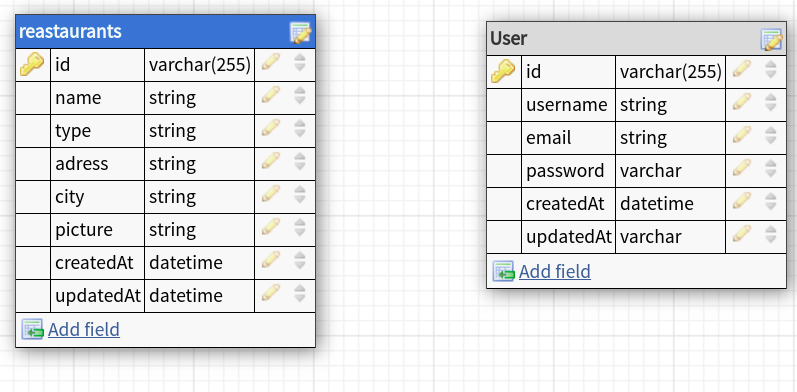 reastaurants
id varchar(255)
name string
type string
adress string
city string
picture string
createdAt datetime
updatedAt datetime
Add field
User
id varchar(255)
username string
email string
password varchar
createdAt datetime
updatedAt varchar
Add field